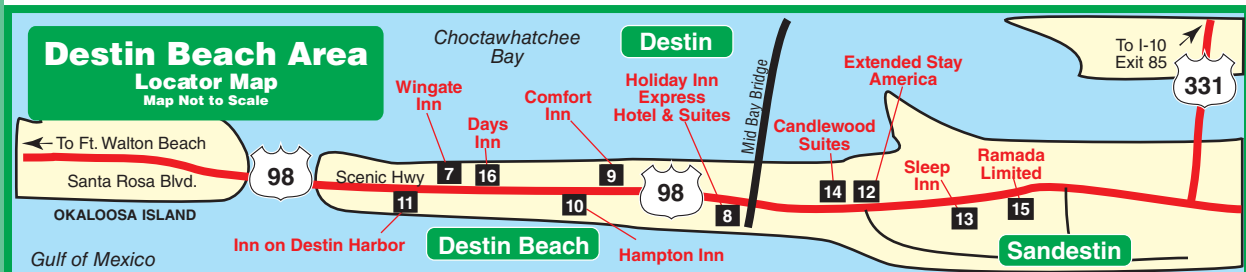 Destin Beach Area
Locator Map
Map Not to Scale
Choctawhatchee
Bay
Destin
Mid Bay Bridge
To I-10
Exit 85
331
Wingate
Inn
Days
Inn
Comfort
Inn
Holiday Inn
Express
Hotel & Suites
Candlewood
Suites
Extended Stay
America
Sleep
Inn
Ramada
Limited
To Ft. Walton Beach
Santa Rosa Blvd.
OKALOOSA ISLAND
98
Scenic Hwy
7
16
9
98
14
12
11
10
8
13
15
Inn on Destin Harbor
Destin Beach
Hampton Inn
Sandestin
Gulf of Mexico